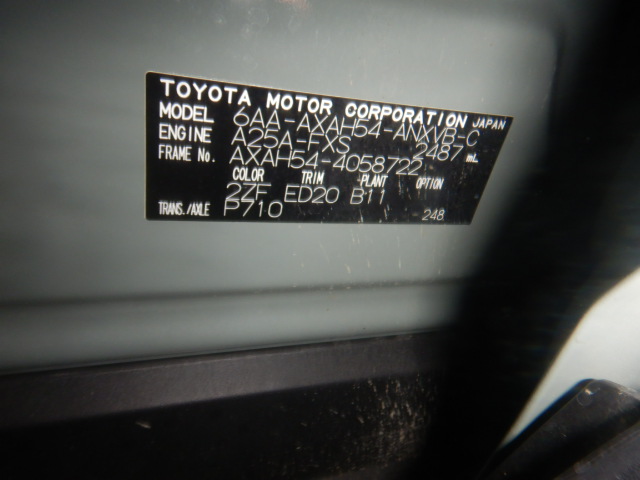 TOYOTA MOTOR CORPORATION JAPAN
MODEL 6AA-AXAH54-ANXVB-C
ENGINE A25A-FXS 2487 mL
FRAME No. AXAH54-4058722
COLOR TRIM PLANT OPTION
2ZF ED20 B11
TRANS./AXLE P710 248